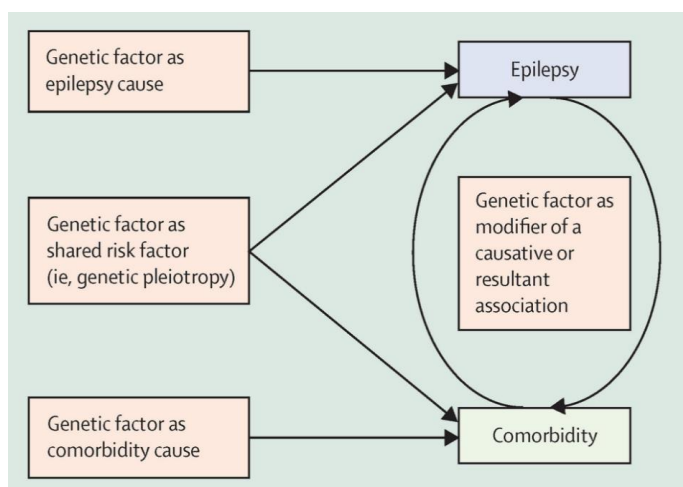 Genetic factor as
epilepsy cause
Epilepsy
Genetic factor as
shared risk factor
(ie, genetic pleiotropy)
Genetic factor as
modifier of a
causative or
resultant
association
Genetic factor as
comorbidity cause
Comorbidity